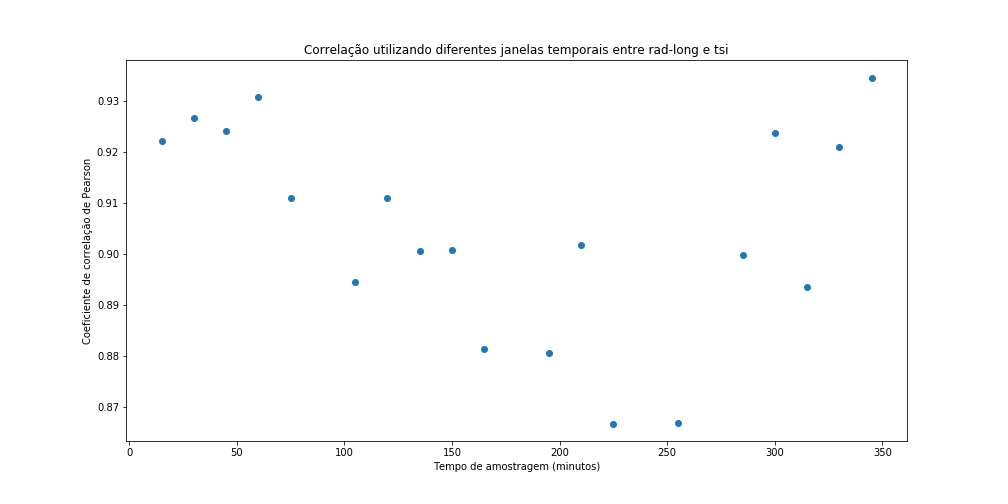 Correlação utilizando diferentes janelas temporais entre rad-long e tsi
Coeficiente de correlação de Pearson
0.93
0.92
0.91
0.90
0.89
0.88
0.87
0 50 100 150 200 250 300 350
Tempo de amostragem (minutos)